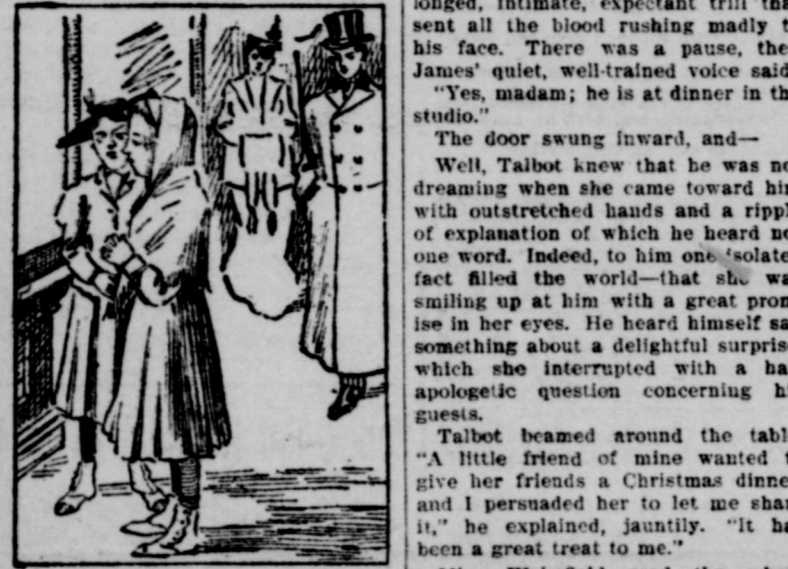 longed, intimate, expectant trill tha
sent all the blood rushing madly t
his face. There was a pause, the
James' quiet, well-trained voice said
"Yes, madam; he is at dinner in th
studio."
The door swung inward, and—
Well, Talbot knew that he was no
dreaming when she came toward him
with outstretched hands and a rippl
of explanation of which he heard no
one word. Indeed, to him one isolate
fact filled the world—that she wa
smiling up at him with a great prom
ise in her eyes. He heard himself sa
something about a delightful surpris
which she interrupted with a ha
apologetic question concerning hi
guests.
Talbot beamed around the tabl
"A little friend of mine wanted t
give her friends a Christmas dinne
and I persuaded her to let me shar
it," he explained, jauntily. "It ha
been a great treat to me."